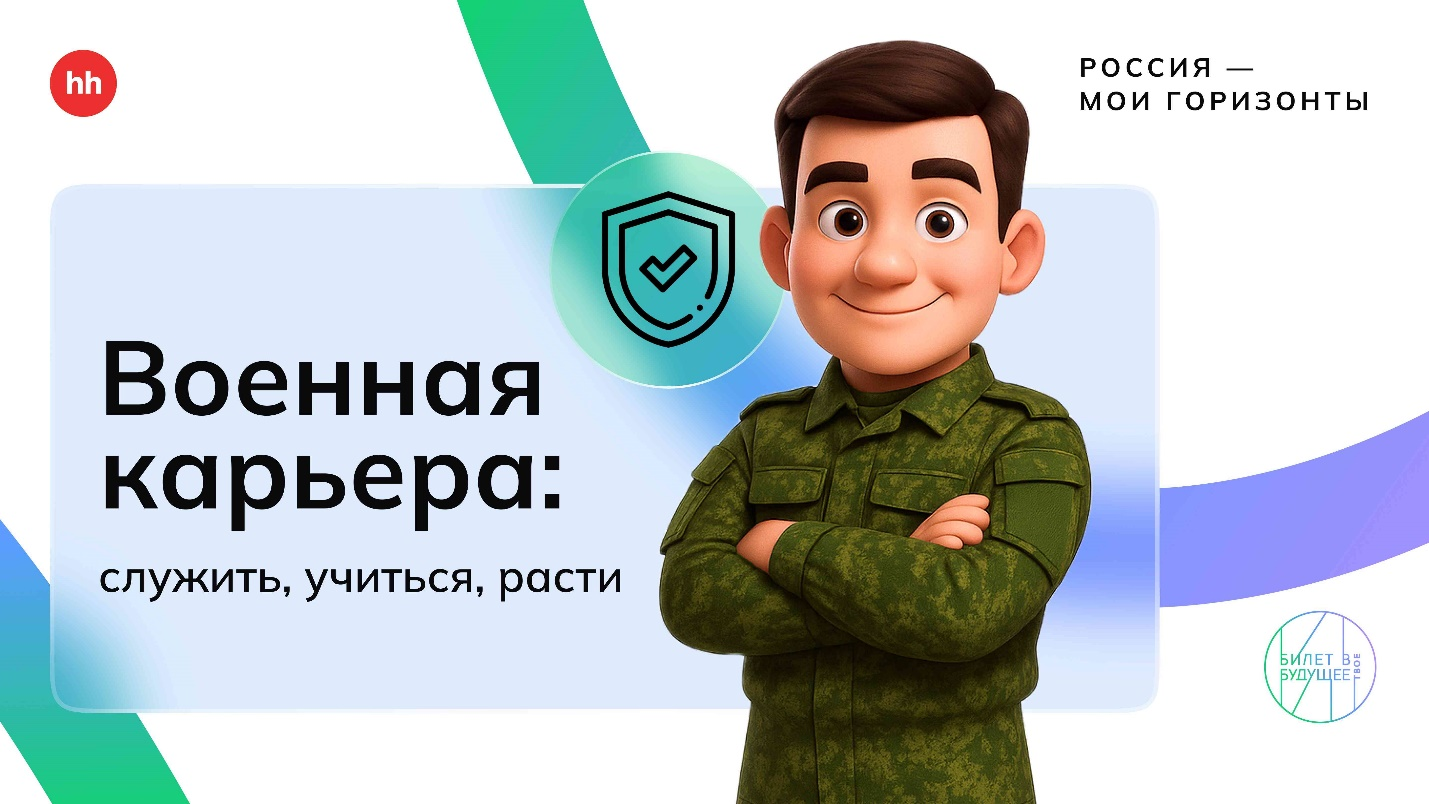 hh
РОССИЯ —
МОИ ГОРИЗОНТЫ
Военная
карьера:
служить, учиться, расти
БИЛЕТ В
БУДУЩЕЕ
ТВОЕ